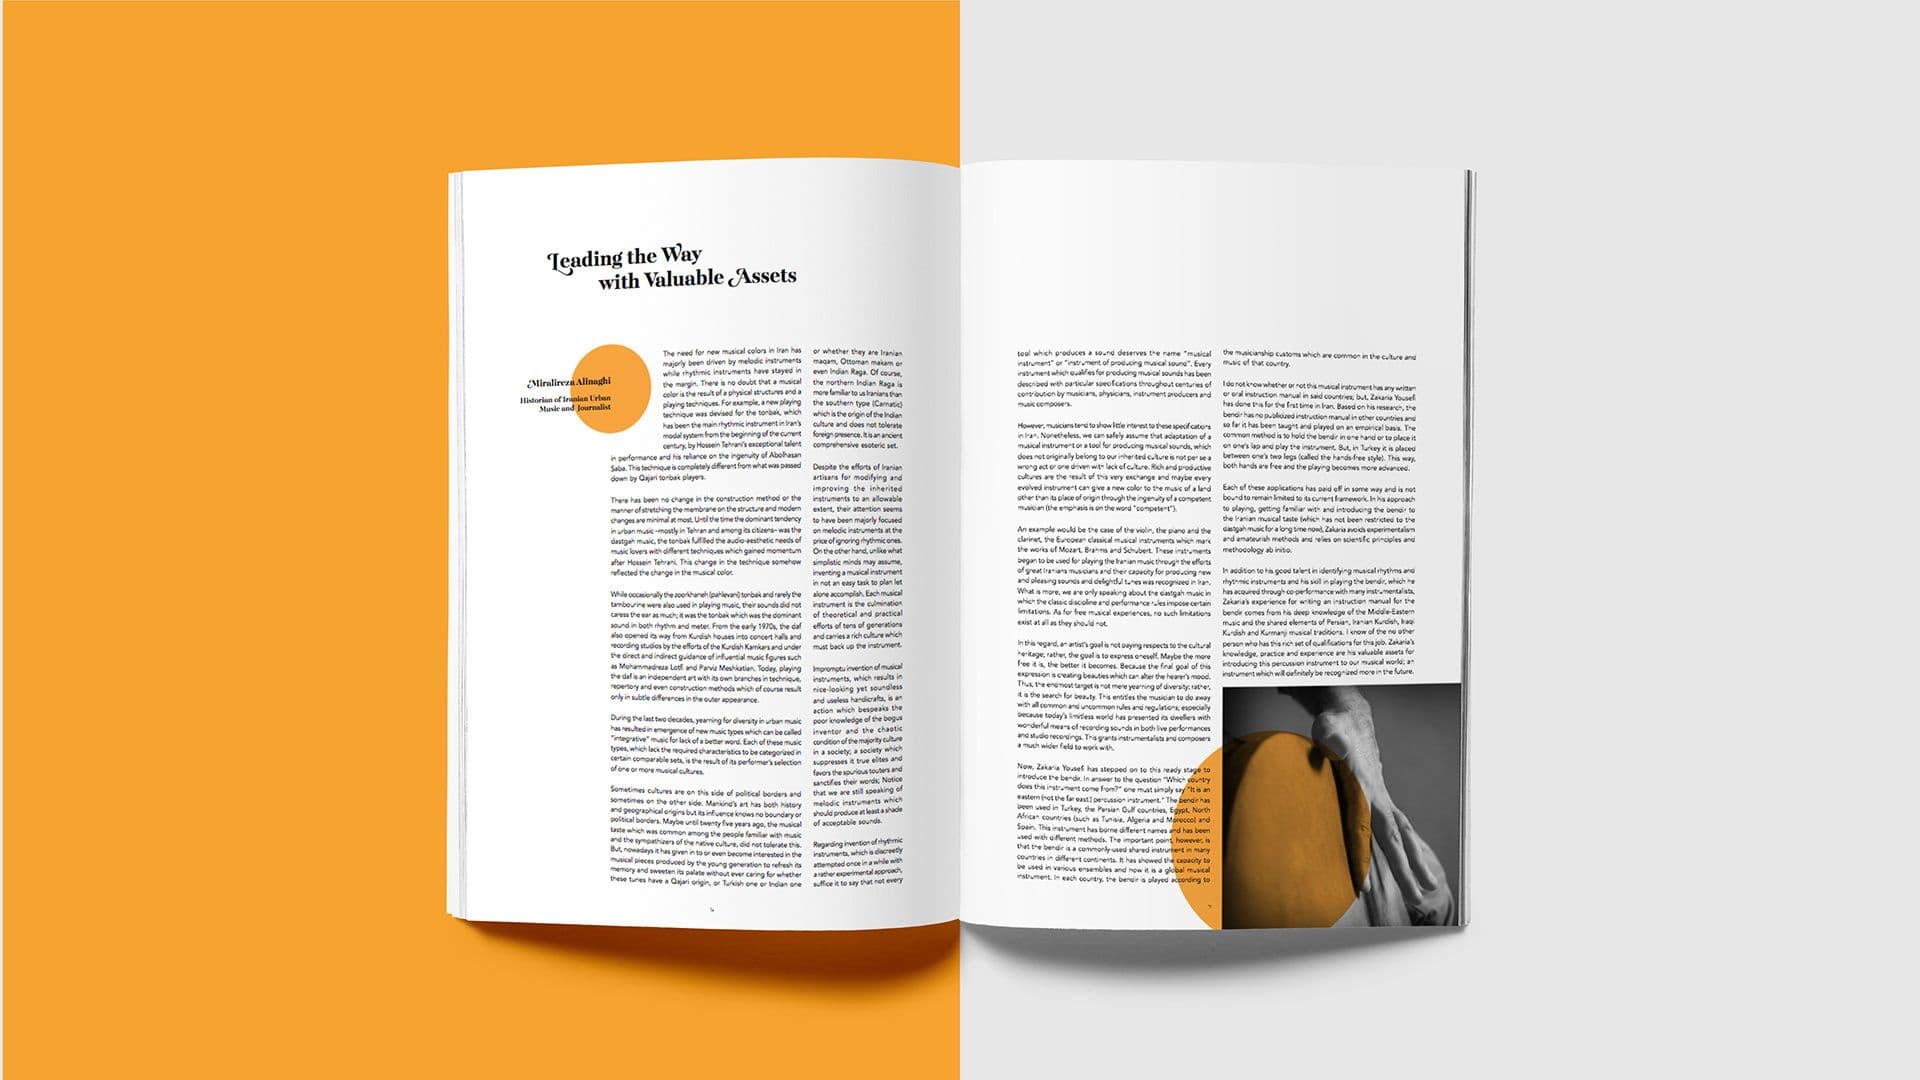 Leading the Way
with Valuable Assets
Miralireza Alinaghi
Historian of Iranian Urban
Music and Journalist
The need for new musical colors in Iran has
majorly been driven by melodic instruments
while rhythmic instruments have stayed in
the margin. There is no doubt that a musical
color is the result of a physical structures and a
playing techniques. For example, a new playing
technique was devised for the tonbak, which
has been the main rhythmic instrument in Iran's
modal system from the beginning of the current
century, by Hossein Tehrani's exceptional talent
in performance and his reliance on the ingenuity of Abolhasan
Saba. This technique is completely different from what was passed
down by Qajari tonbak players.
There has been no change in the construction method or the
manner of stretching the membrane on the structure and modern
changes are minimal at most. Until the time the dominant tendency
in urban music –mostly in Tehran and among its citizens– was the
dastgah music, the tonbak fulfilled the audio-aesthetic needs of
music lovers with different techniques which gained momentum
after Hossein Tehrani. This change in the technique somehow
reflected the change in the musical color.
While occasionally the zoorkhaneh (pahlevani) tonbak and rarely the
tambourine were also used in playing music, their sounds did not
caress the ear as much; it was the tonbak which was the dominant
sound in both rhythm and meter. From the early 1970s, the daf
also opened its way from Kurdish houses into concert halls and
recording studios by the efforts of the Kurdish Kamkars and under
the direct and indirect guidance of influential music figures such
as Mohammadreza Lotfi and Parviz Meshkatian. Today, playing
the daf is an independent art with its own branches in technique,
repertory and even construction methods which of course result
only in subtle differences in the outer appearance.
During the last two decades, yearning for diversity in urban music
has resulted in emergence of new music types which can be called
"integrative" music for lack of a better word. Each of these music
types, which lack the required characteristics to be categorized in
certain comparable sets, is the result of its performer's selection
of one or more musical cultures.
Sometimes cultures are on this side of political borders and
sometimes on the other side. Mankind's art has both history
and geographical origins but its influence knows no boundary or
political borders. Maybe until twenty five years ago, the musical
taste which was common among the people familiar with music
and the sympathizers of the native culture, did not tolerate this.
But, nowadays it has given in to or even become interested in the
musical pieces produced by the young generation to refresh its
memory and sweeten its palate without ever caring for whether
these tunes have a Qajari origin, or Turkish one or Indian one
or whether they are Iranian
maqam, Ottoman makam or
even Indian Raga. Of course,
the northern Indian Raga is
more familiar to us Iranians than
the southern type (Carnatic)
which is the origin of the Indian
culture and does not tolerate
foreign presence. It is an ancient
comprehensive esoteric set.
Despite the efforts of Iranian
artisans for modifying and
improving the inherited
instruments to an allowable
extent, their attention seems
to have been majorly focused
on melodic instruments at the
price of ignoring rhythmic ones.
On the other hand, unlike what
simplistic minds may assume,
inventing a musical instrument
in not an easy task to plan let
alone accomplish. Each musical
instrument is the culmination
of theoretical and practical
efforts of tens of generations
and carries a rich culture which
must back up the instrument.
Impromptu invention of musical
instruments, which results in
nice-looking yet soundless
and useless handicrafts, is an
action which bespeaks the
poor knowledge of the bogus
inventor and the chaotic
condition of the majority culture
in a society; a society which
suppresses it true elites and
favors the spurious touters and
sanctifies their words; Notice
that we are still speaking of
melodic instruments which
should produce at least a shade
of acceptable sounds.
Regarding invention of rhythmic
instruments, which is discreetly
attempted once in a while with
a rather experimental approach,
suffice it to say that not every
tool which produces a sound deserves the name "musical
instrument" or "instrument of producing musical sound". Every
instrument which qualifies for producing musical sounds has been
described with particular specifications throughout centuries of
contribution by musicians, physicians, instrument producers and
music composers.
However, musicians tend to show little interest to these specifications
in Iran. Nonetheless, we can safely assume that adaptation of a
musical instrument or a tool for producing musical sounds, which
does not originally belong to our inherited culture is not per se a
wrong act or one driven with lack of culture. Rich and productive
cultures are the result of this very exchange and maybe every
evolved instrument can give a new color to the music of a land
other than its place of origin through the ingenuity of a competent
musician (the emphasis is on the word "competent").
An example would be the case of the violin, the piano and the
clarinet, the European classical musical instruments which mark
the works of Mozart, Brahms and Schubert. These instruments
began to be used for playing the Iranian music through the efforts
of great Iranians musicians and their capacity for producing new
and pleasing sounds and delightful tunes was recognized in Iran.
What is more, we are only speaking about the dastgah music in
which the classic discipline and performance rules impose certain
limitations. As for free musical experiences, no such limitations
exist at all as they should not.
In this regard, an artist's goal is not paying respects to the cultural
heritage; rather, the goal is to express oneself. Maybe the more
free it is, the better it becomes. Because the final goal of this
expression is creating beauties which can alter the hearer's mood.
Thus, the endmost target is not mere yearning of diversity; rather,
it is the search for beauty. This entitles the musician to do away
with all common and uncommon rules and regulations, especially
because today's limitless world has presented its dwellers with
wonderful means of recording sounds in both live performances
and studio recordings. This grants instrumentalists and composers
a much wider field to work with.
Now, Zakaria Yousefi has stepped on to this ready stage to
introduce the bendir. In answer to the question "Which country
does this instrument come from?" one must simply say "It is an
eastern (not the far east) percussion instrument." The bendir has
been used in Turkey, the Persian Gulf countries, Egypt, North
African countries (such as Tunisia, Algeria and Morocco) and
Spain. This instrument has borne different names and has been
used with different methods. The important point, however, is
that the bendir is a commonly-used shared instrument in many
countries in different continents. It has showed the capacity to
be used in various ensembles and now it is a global musical
instrument. In each country, the bendir is played according to
the musicianship customs which are common in the culture and
music of that country.
I do not know whether or not this musical instrument has any written
or oral instruction manual in said countries; but, Zakaria Yousefi
has done this for the first time in Iran. Based on his research, the
bendir has no publicized instruction manual in other countries and
so far it has been taught and played on an empirical basis. The
common method is to hold the bendir in one hand or to place it
on one's lap and play the instrument. But, in Turkey it is placed
between one's two legs (called the hands-free style). This way,
both hands are free and the playing becomes more advanced.
Each of these applications has paid off in some way and is not
bound to remain limited to its current framework. In his approach
to playing, getting familiar with and introducing the bendir to
the Iranian musical taste (which has not been restricted to the
dastgah music for a long time now), Zakaria avoids experimentalism
and amateurish methods and relies on scientific principles and
methodology ab initio.
In addition to his good talent in identifying musical rhythms and
rhythmic instruments and his skill in playing the bendir, which he
has acquired through co-performance with many instrumentalists,
Zakaria's experience for writing an instruction manual for the
bendir comes from his deep knowledge of the Middle-Eastern
music and the shared elements of Persian, Iranian Kurdish, Iraqi
Kurdish and Kurmanji musical traditions. I know of the no other
person who has this rich set of qualifications for this job. Zakaria's
knowledge, practice and experience are his valuable assets for
introducing this percussion instrument to our musical world; an
instrument which will definitely be recognized more in the future.